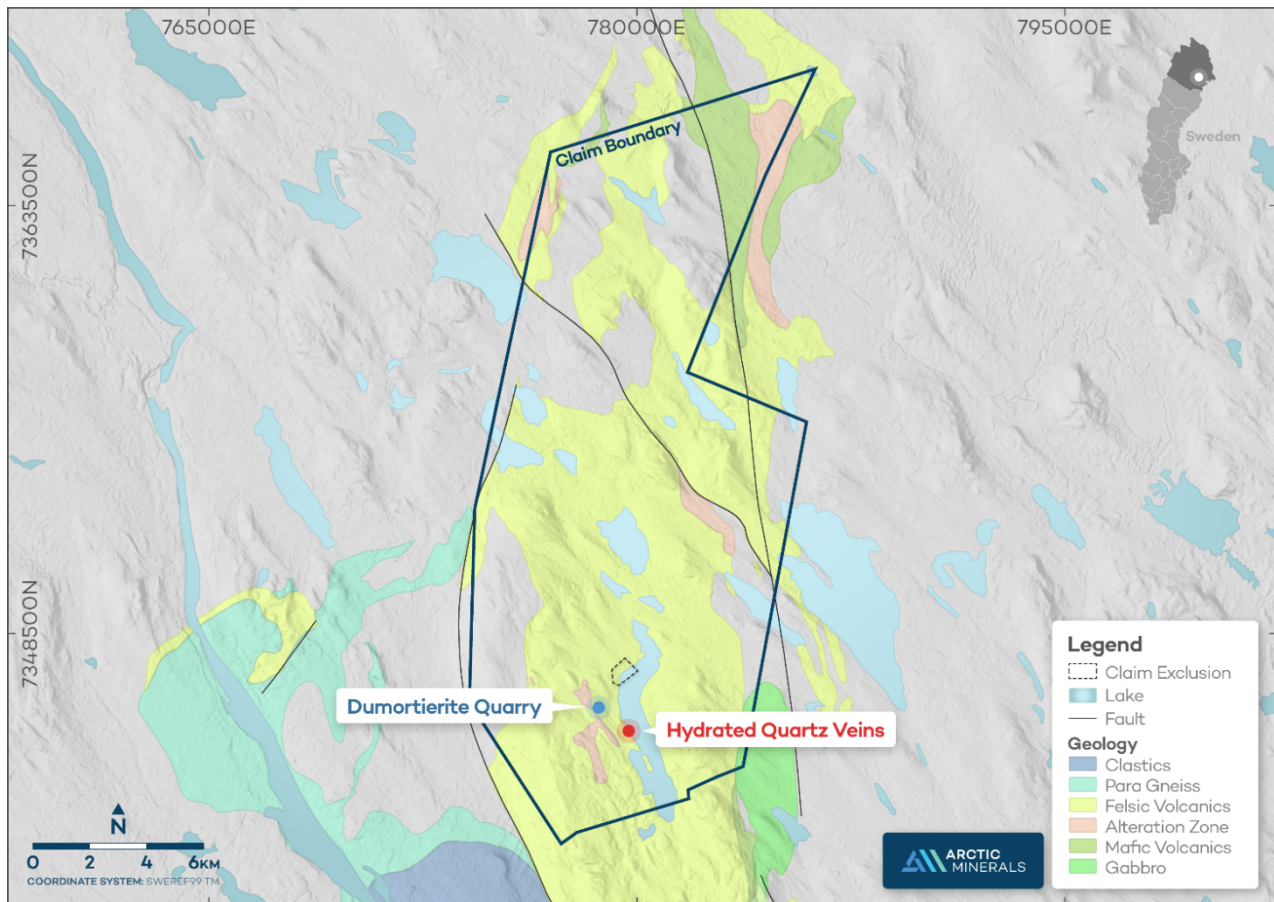 765000E
780000E
795000E
7363500N
7348500N
Sweden
Claim Boundary
Dumortierite Quarry
Hydrated Quartz Veins
N
0 2 4 6KM
COORDINATE SYSTEM: SWEREF99 TM
ARCTIC
MINERALS
Legend
Claim Exclusion
Lake
Fault
Geology
Clastics
Para Gneiss
Felsic Volcanics
Alteration Zone
Mafic Volcanics
Gabbro